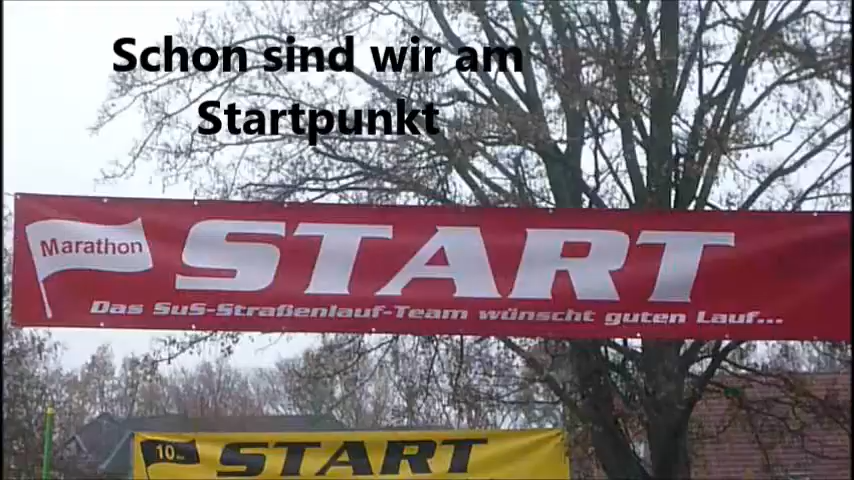 Schon sind wir am
Startpunkt
Marathon
START
Das SuS-Straßenlauf-Team wünscht guten Lauf...
10
START